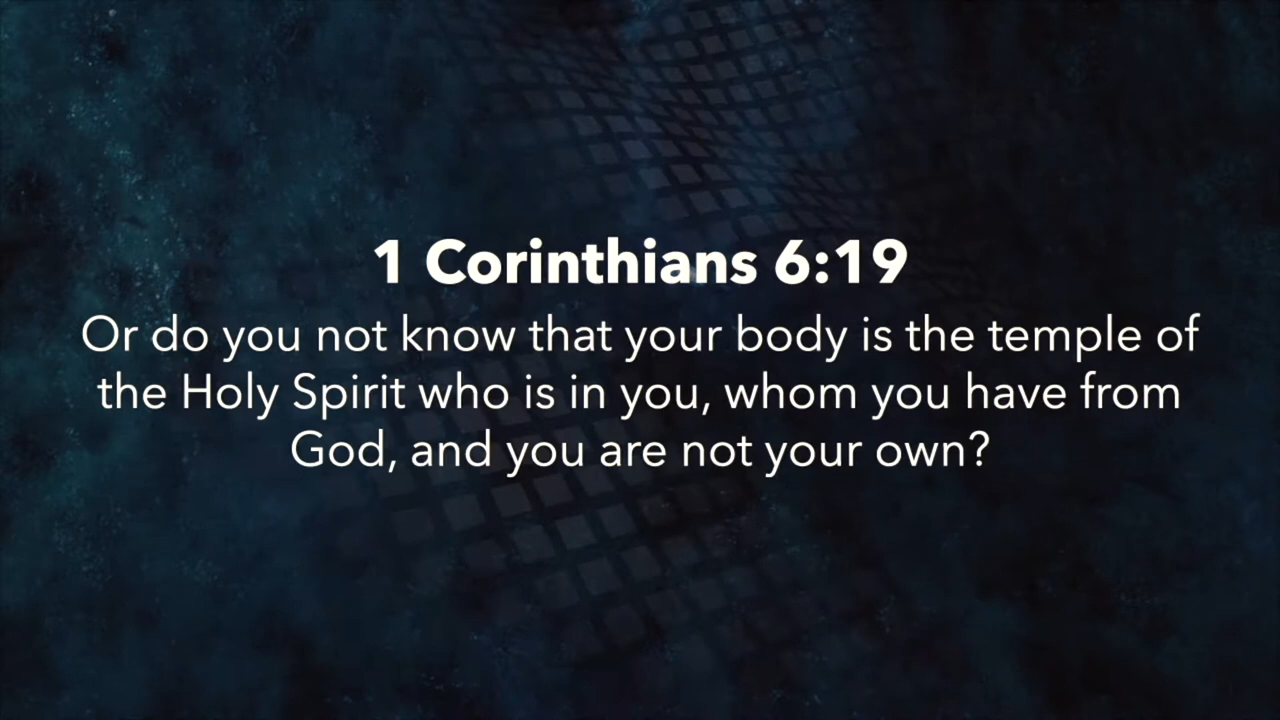 1 Corinthians 6:19
Or do you not know that your body is the temple of
the Holy Spirit who is in you, whom you have from
God, and you are not your own?